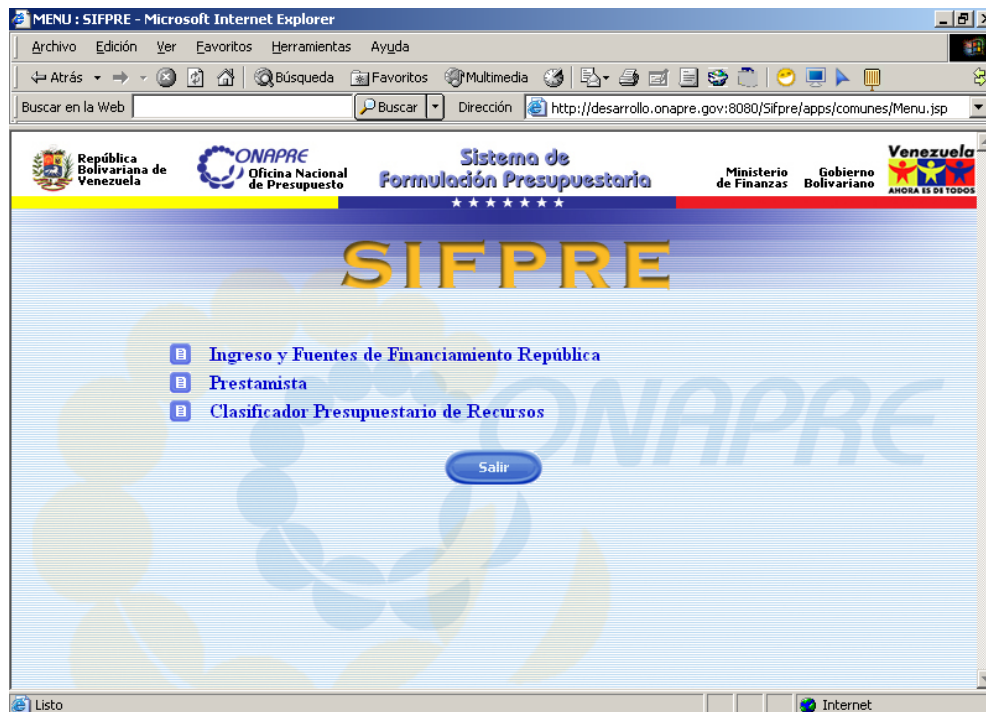 MENU : SIFPRE - Microsoft Internet Explorer
Archivo Edición Ver Favoritos Herramientas Ayuda
Atrás Búsqueda Favoritos Multimedia
Buscar en la Web Buscar Dirección http://desarrollo.onapre.gov:8080/Sifpre/apps/comunes/Menu.jsp
República
Bolivariana de
Venezuela
ONAPRE
Oficina Nacional
de Presupuesto
Sistema de
Formulación Presupuestaria
Ministerio
de Finanzas
Gobierno
Bolivariano
Venezuela
AHORA ES DE TODOS
SIFPRE
Ingreso y Fuentes de Financiamiento República
Prestamista
Clasificador Presupuestario de Recursos
ONAPRE
Salir
Listo Internet